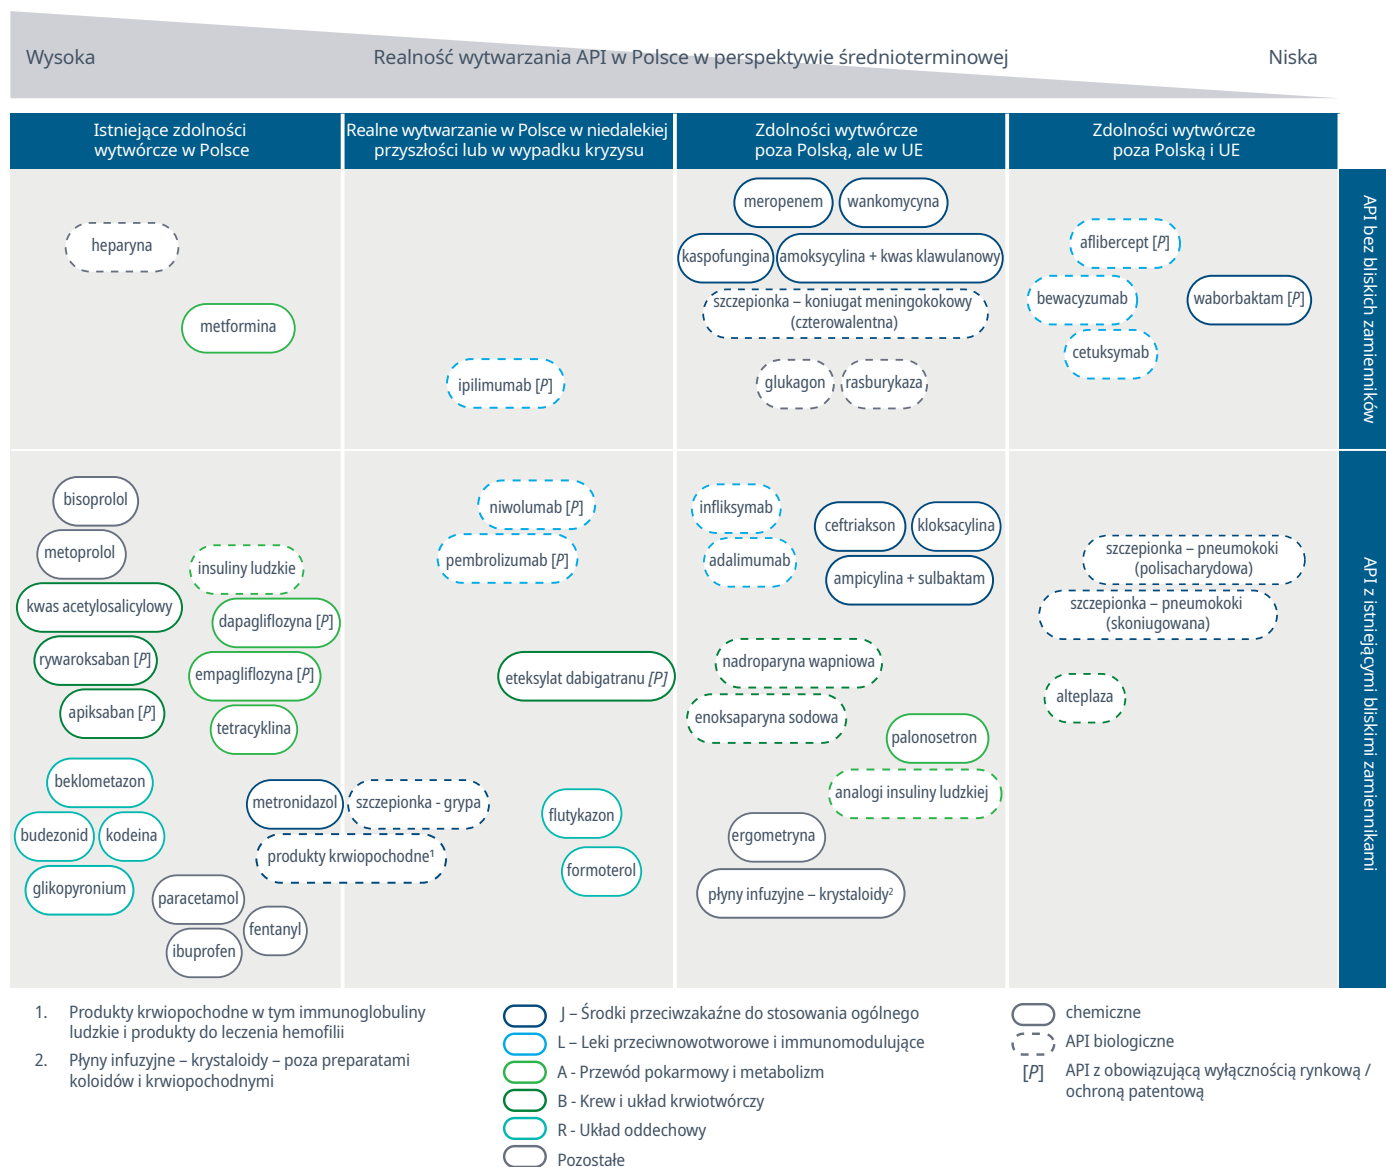 Wysoka
Realność wytwarzania API w Polsce w perspektywie średnioterminowej
Niska
Istniejące zdolności
wytwórcze w Polsce
Realne wytwarzanie w Polsce w niedalekiej
przyszłości lub w wypadku kryzysu
Zdolności wytwórcze
poza Polską, ale w UE
Zdolności wytwórcze
poza Polską i UE
API bez bliskich zamienników
heparyna
metformina
ipilimumab [P]
meropenem
wankomycyna
kaspofungina
amoksycylina + kwas klawulanowy
szczepionka – koniugat meningokokowy
(czterowalentna)
glukagon
rasburykaza
aflibercept [P]
bewacyzumab
waborbaktam [P]
cetuksymab
API z istniejącymi bliskimi zamiennikami
bisoprolol
metoprolol
insuliny ludzkie
kwas acetylosalicylowy
dapagliflozyna [P]
rywaroksaban [P]
empagliflozyna [P]
apiksaban [P]
tetracyklina
beklometazon
metronidazol
budezonid
kodeina
produkty krwiopochodne¹
glikopyronium
paracetamol
fentanyl
ibuprofen
niwolumab [P]
pembrolizumab [P]
eteksylat dabigatranu [P]
szczepionka - grypa
flutykazon
formoterol
infliksymab
ceftriakson
kloksacylina
adalimumab
ampicylina + sulbaktam
nadroparyna wapniowa
enoksaparyna sodowa
palonosetron
analogi insuliny ludzkiej
ergometryna
płyny infuzyjne – krystaloidy²
szczepionka – pneumokoki
(polisacharydowa)
szczepionka – pneumokoki
(skoniugowana)
alteplaza
1. Produkty krwiopochodne w tym immunoglobuliny
ludzkie i produkty do leczenia hemofilii
2. Płyny infuzyjne – krystaloidy – poza preparatami
koloidów i krwiopochodnymi
J – Środki przeciwzakaźne do stosowania ogólnego
L – Leki przeciwnowotworowe i immunomodulujące
A - Przewód pokarmowy i metabolizm
B - Krew i układ krwiotwórczy
R - Układ oddechowy
Pozostałe
chemiczne
API biologiczne
[P] API z obowiązującą wyłącznością rynkową /
ochroną patentową